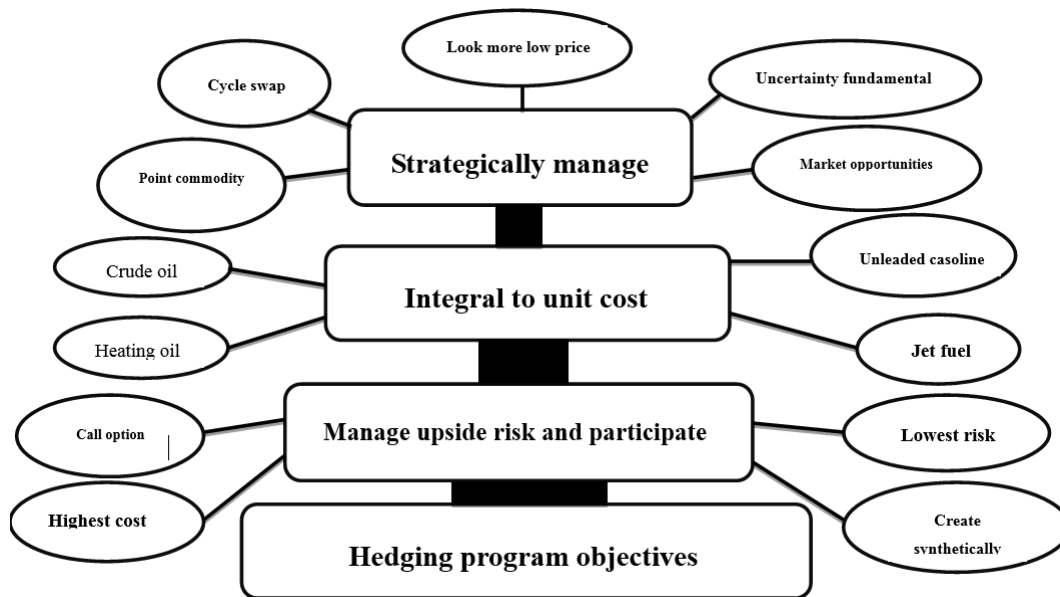 Look more low price
Cycle swap
Uncertainty fundamental
Strategically manage
Point commodity
Market opportunities
Crude oil
Integral to unit cost
Unleaded casoline
Heating oil
Jet fuel
Call option
Manage upside risk and participate
Lowest risk
Highest cost
Create
synthetically
Hedging program objectives